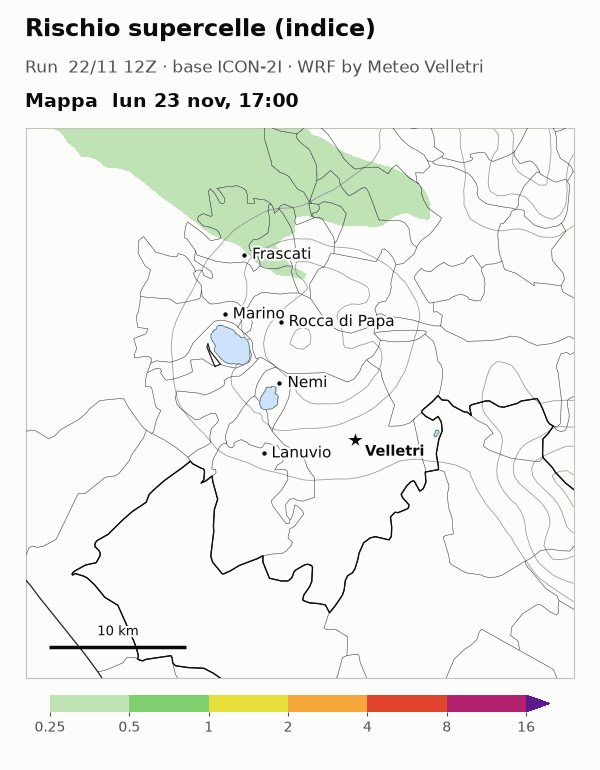 Rischio supercelle (indice)
Run  22/11 12Z · base ICON-2I · WRF by Meteo Velletri
Mappa  lun 23 nov, 17:00
Frascati
Marino
Rocca di Papa
Nemi
Velletri
Lanuvio
10 km
0.25 0.5 1 2 4 8 16